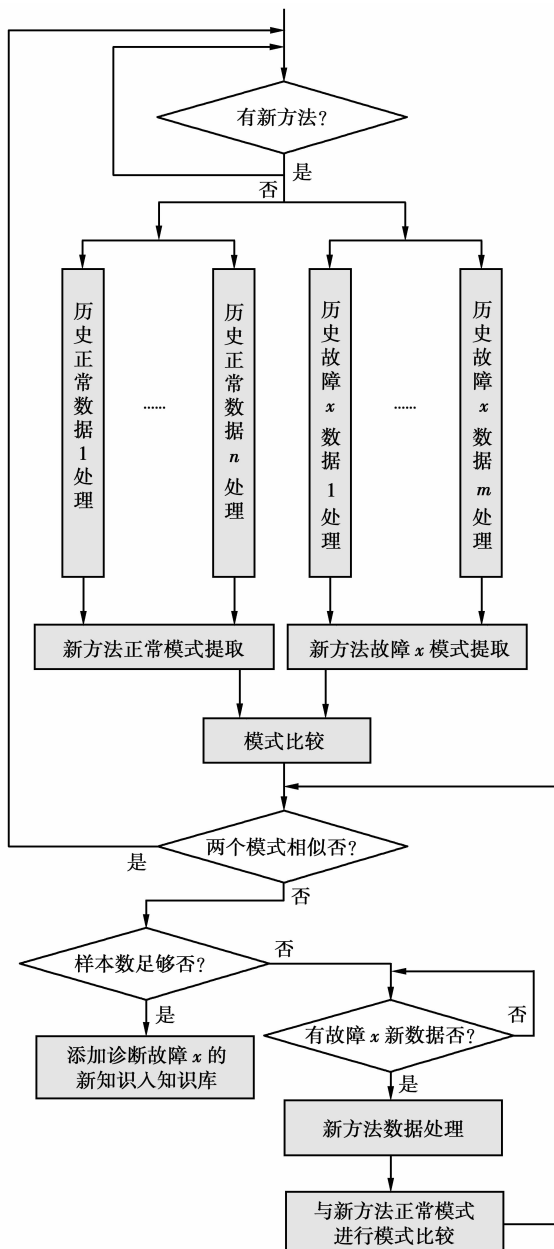 有新方法?
是
否
历史正常数据1处理
……
历史正常数据n处理
历史故障x数据1处理
……
历史故障x数据m处理
新方法正常模式提取
新方法故障x模式提取
模式比较
两个模式相似否?
是
否
样本数足够否?
否
是
有故障x新数据否?
否
添加诊断故障x的
新知识入知识库
是
新方法数据处理
与新方法正常模式
进行模式比较